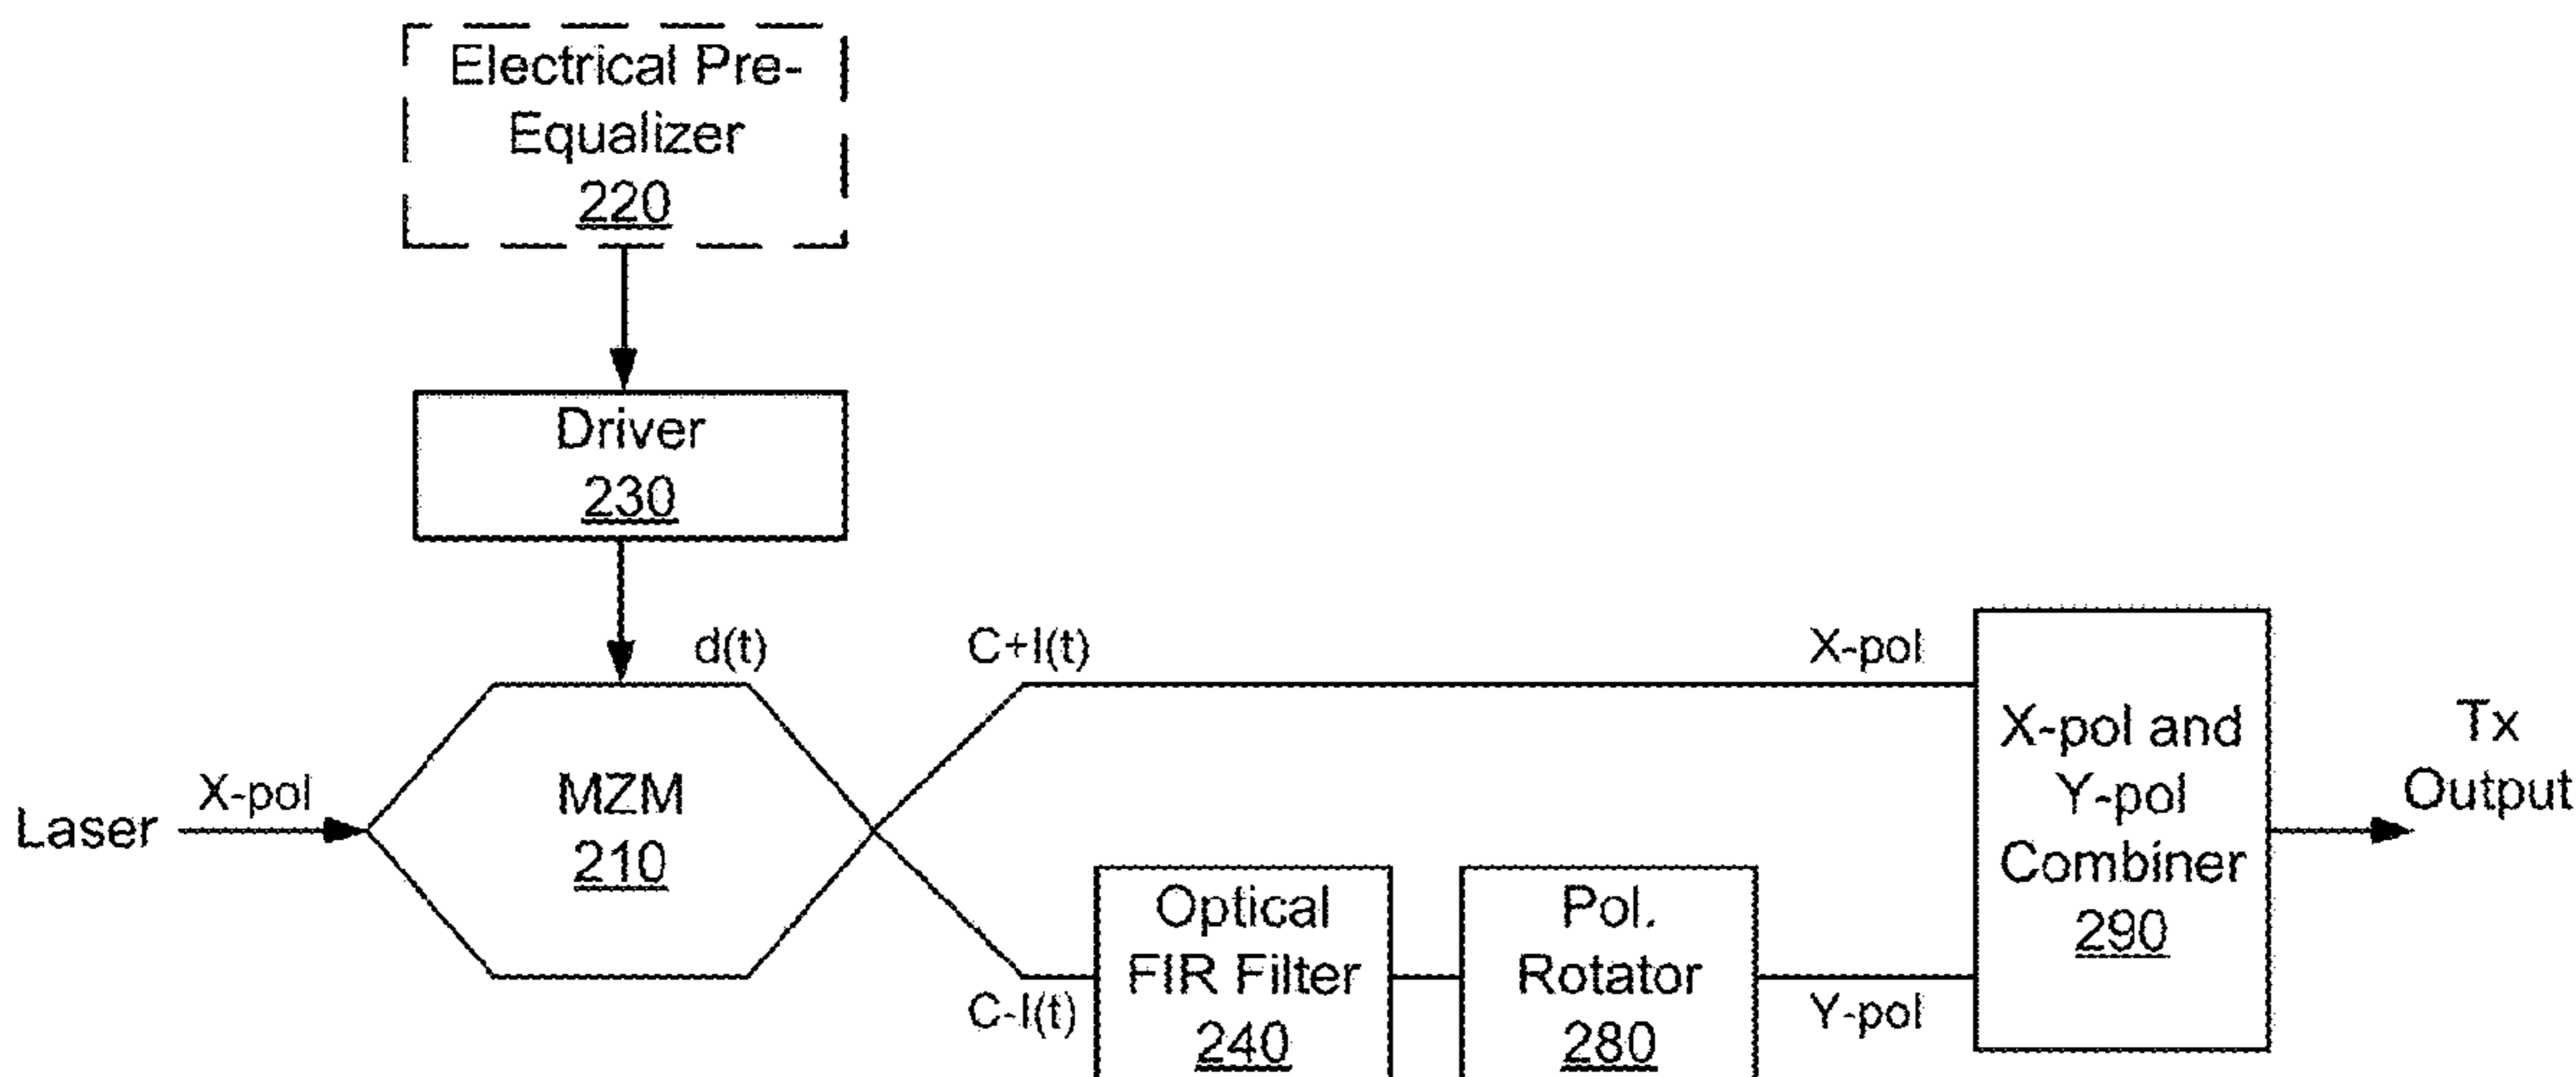 Electrical Pre-
Equalizer
220
Driver
230
d(t)
C+I(t)
X-pol
Laser
X-pol
MZM
210
C-I(t)
Optical
FIR Filter
240
Pol.
Rotator
280
Y-pol
X-pol and
Y-pol
Combiner
290
Tx
Output